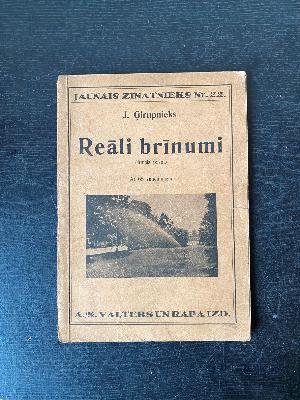 JAUNAIS ZINATNIEKS Nr. 22.
J. Ģirupnieks
Reāli brīnumi
A/S. VALTERS UN RAPA IZD.